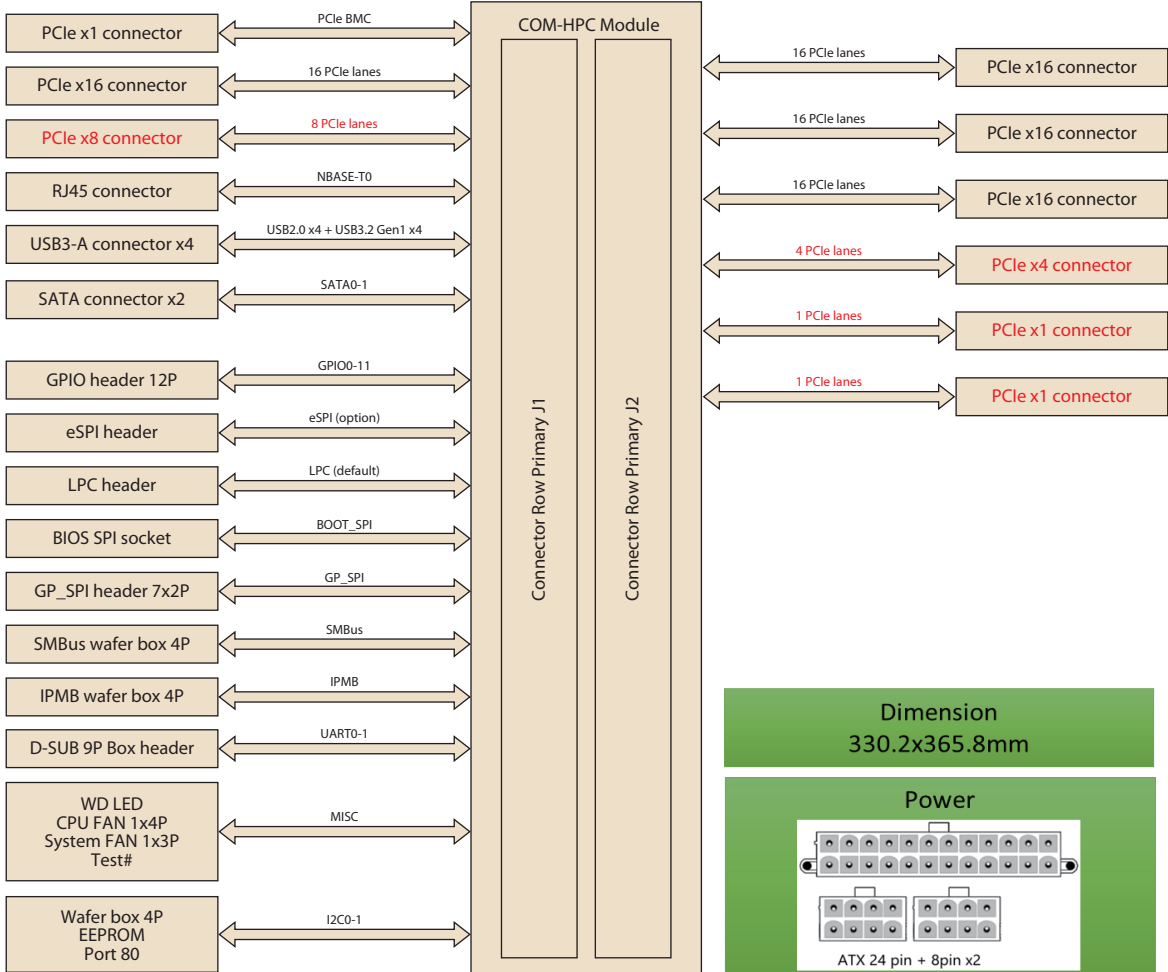 COM-HPC Module
Connector Row Primary J1
Connector Row Primary J2
PCIe x1 connector
PCIe BMC
PCIe x16 connector
16 PCIe lanes
PCIe x8 connector
8 PCIe lanes
RJ45 connector
NBASE-T0
USB3-A connector x4
USB2.0 x4 + USB3.2 Gen1 x4
SATA connector x2
SATA0-1
GPIO header 12P
GPIO0-11
eSPI header
eSPI (option)
LPC header
LPC (default)
BIOS SPI socket
BOOT_SPI
GP_SPI header 7x2P
GP_SPI
SMBus wafer box 4P
SMBus
IPMB wafer box 4P
IPMB
D-SUB 9P Box header
UART0-1
WD LED
CPU FAN 1x4P
System FAN 1x3P
Test#
MISC
Wafer box 4P
EEPROM
Port 80
I2C0-1
16 PCIe lanes
PCIe x16 connector
16 PCIe lanes
PCIe x16 connector
16 PCIe lanes
PCIe x16 connector
4 PCIe lanes
PCIe x4 connector
1 PCIe lanes
PCIe x1 connector
1 PCIe lanes
PCIe x1 connector
Dimension
330.2x365.8mm
Power
ATX 24 pin + 8pin x2